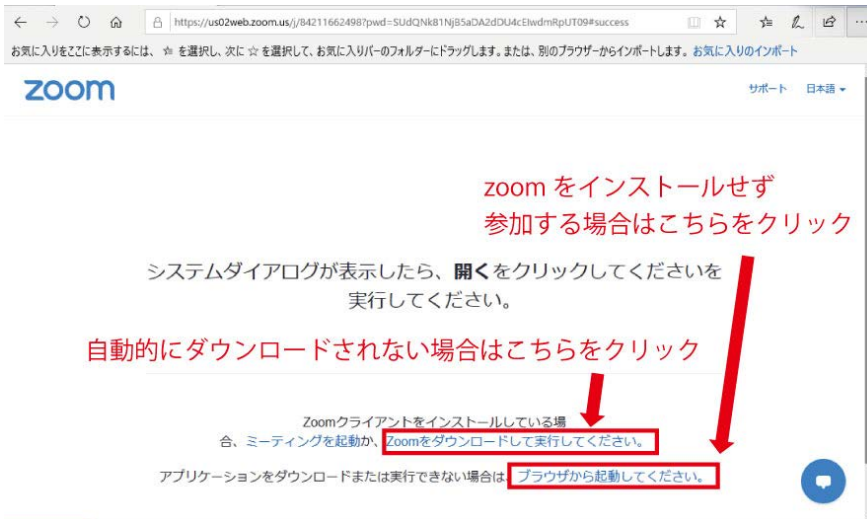 https://us02web.zoom.us/j/84211662498?pwd=SUdQNkB1NjB5aDA2dDU4cElwdmRpUT09#success
お気に入りをここに表示するには、 を選択し、次に ☆ を選択して、お気に入りバーのフォルダーにドラッグします。または、別のブラウザーからインポートします。 お気に入りのインポート
zoom
サポート 日本語
zoom をインストールせず
参加する場合はこちらをクリック
システムダイアログが表示したら、開くをクリックしてくださいを
実行してください。
自動的にダウンロードされない場合はこちらをクリック
Zoomクライアントをインストールしている場
合、ミーティングを起動か、Zoomをダウンロードして実行してください。
アプリケーションをダウンロードまたは実行できない場合は、ブラウザから起動してください。